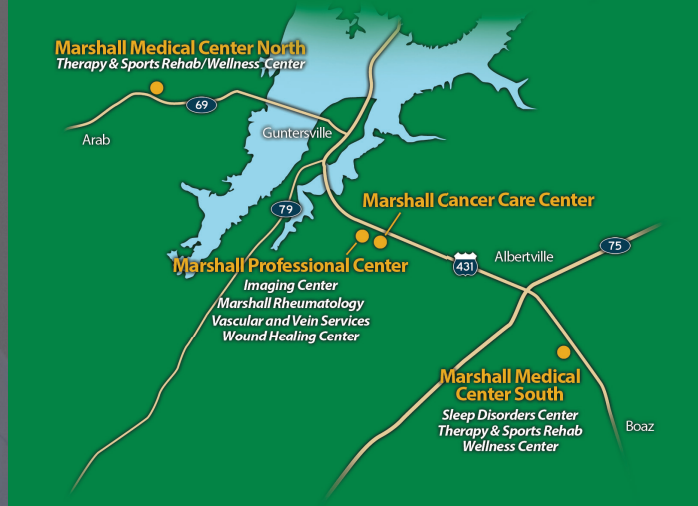 Marshall Medical Center North
Therapy & Sports Rehab/Wellness Center
69
Arab
Guntersville
79
Marshall Cancer Care Center
Marshall Professional Center
Imaging Center
Marshall Rheumatology
Vascular and Vein Services
Wound Healing Center
431
Albertville
75
Marshall Medical
Center South
Sleep Disorders Center
Therapy & Sports Rehab
Wellness Center
Boaz